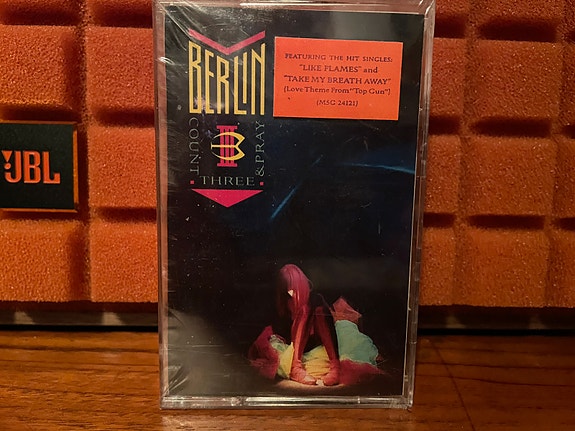 BERLIN
COUNT
THREE
& PRAY
FEATURING THE HIT SINGLES:
"LIKE FLAMES" and
"TAKE MY BREATH AWAY"
(Love Theme From "Top Gun")
(M5G 24121)
JBL